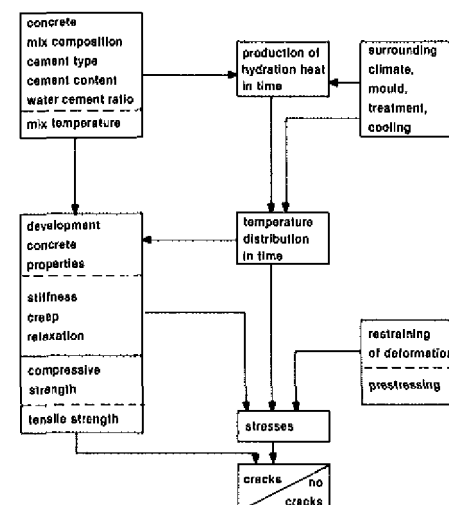 concrete
mix composition
cement type
cement content
water cement ratio
mix temperature
production of
hydration heat
in time
surrounding
climate,
mould,
treatment,
cooling
development
concrete
properties
stiffness
creep
relaxation
compressive
strength
tensile strength
temperature
distribution
in time
restraining
of deformation
prestressing
stresses
cracks
no
cracks